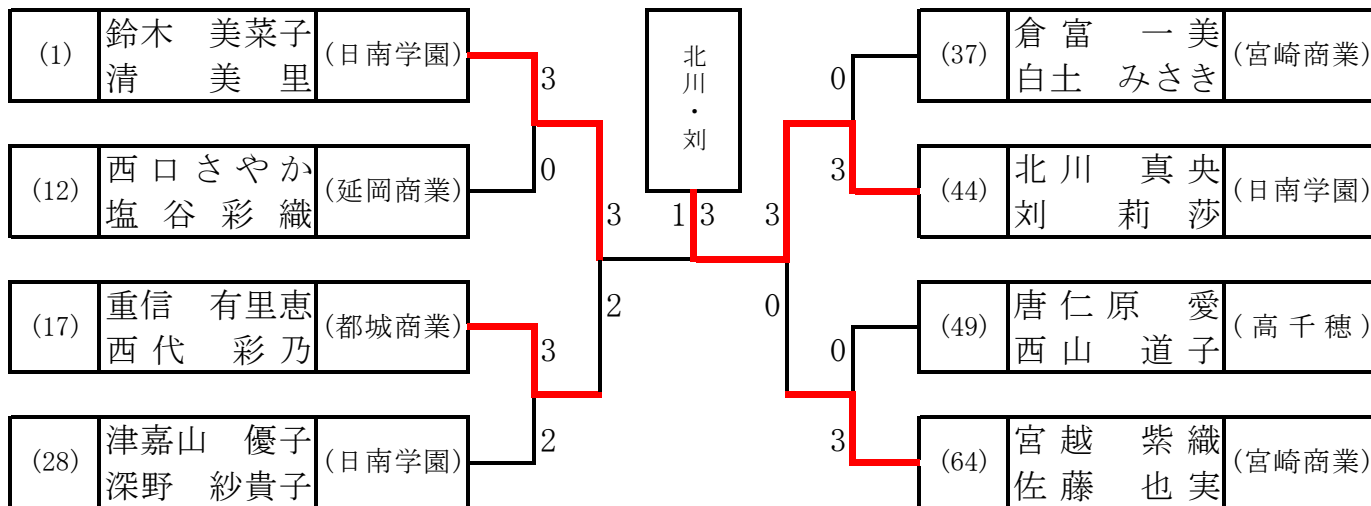 (1) 鈴木 美菜子 (日南学園)
清 美里
3
0
(12) 西口さやか (延岡商業)
塩谷彩織
3
2
(17) 重信 有里恵 (都城商業)
西代 彩乃
3
2
(28) 津嘉山 優子 (日南学園)
深野 紗貴子
北川・刘
1 3
(37) 倉富 一美 (宮崎商業)
白土 みさき
0
3
(44) 北川 真央 (日南学園)
刘 莉莎
3
0
(49) 唐仁原 愛 (高千穂)
西山 道子
0
3
(64) 宮越 紫織 (宮崎商業)
佐藤 也実